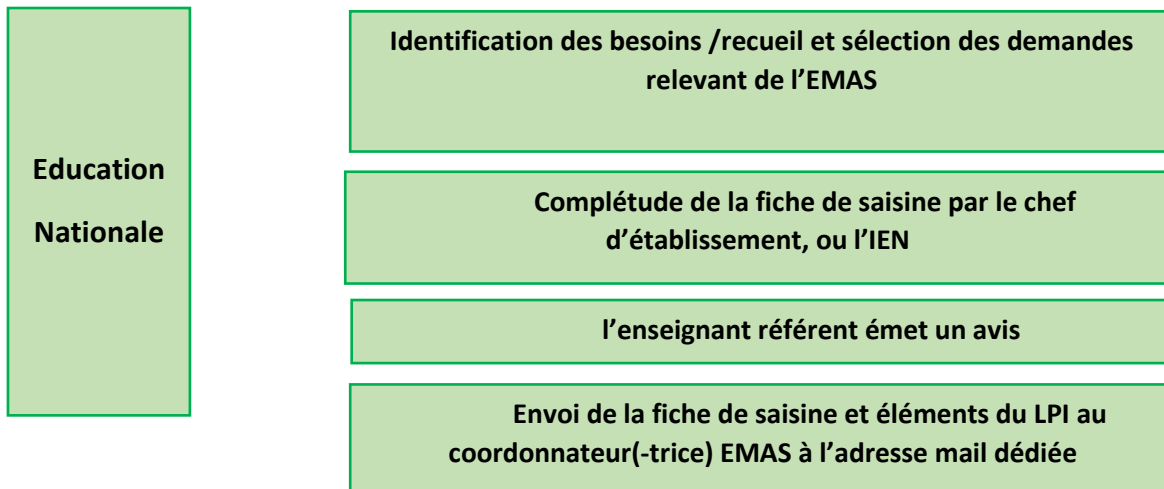 Education
Nationale
Identification des besoins /recueil et sélection des demandes
relevant de l’EMAS
Complétude de la fiche de saisine par le chef
d’établissement, ou l’IEN
l’enseignant référent émet un avis
Envoi de la fiche de saisine et éléments du LPI au
coordonnateur(-trice) EMAS à l’adresse mail dédiée